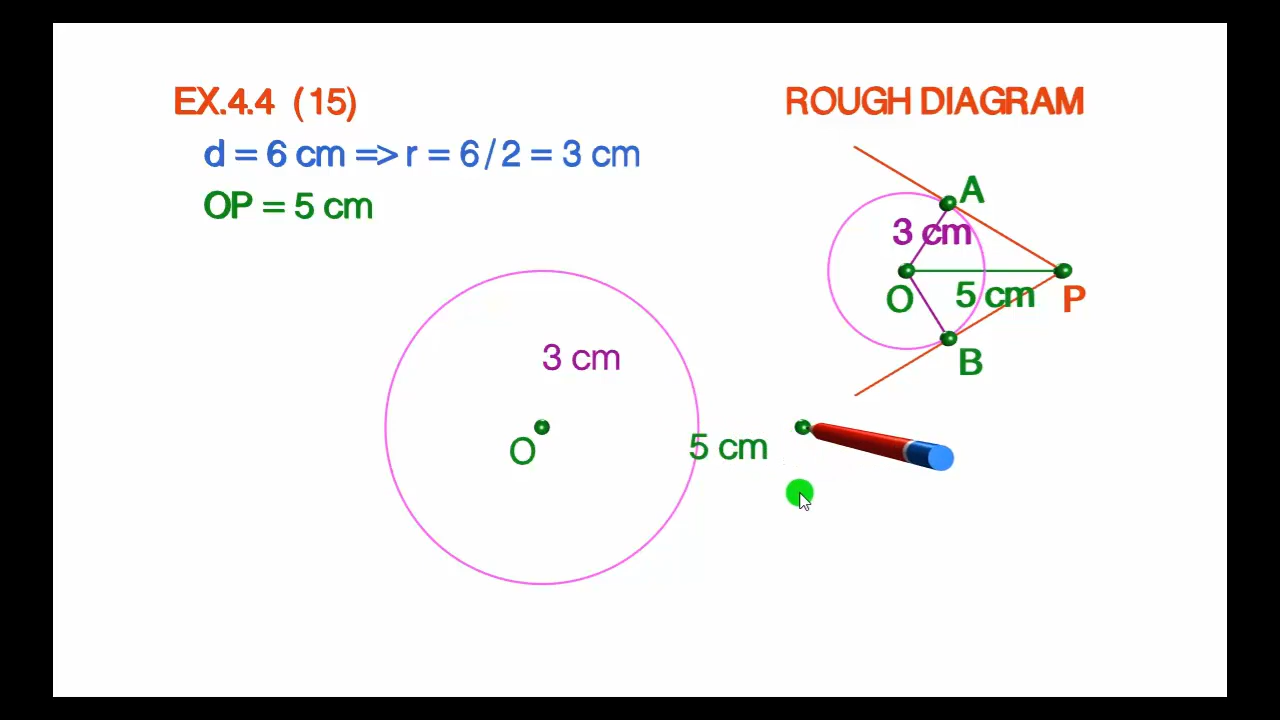 EX.4.4 (15)
d = 6 cm => r = 6/2 = 3 cm
OP = 5 cm
ROUGH DIAGRAM
A
3 cm
O
5 cm
P
B
3 cm
O
5 cm